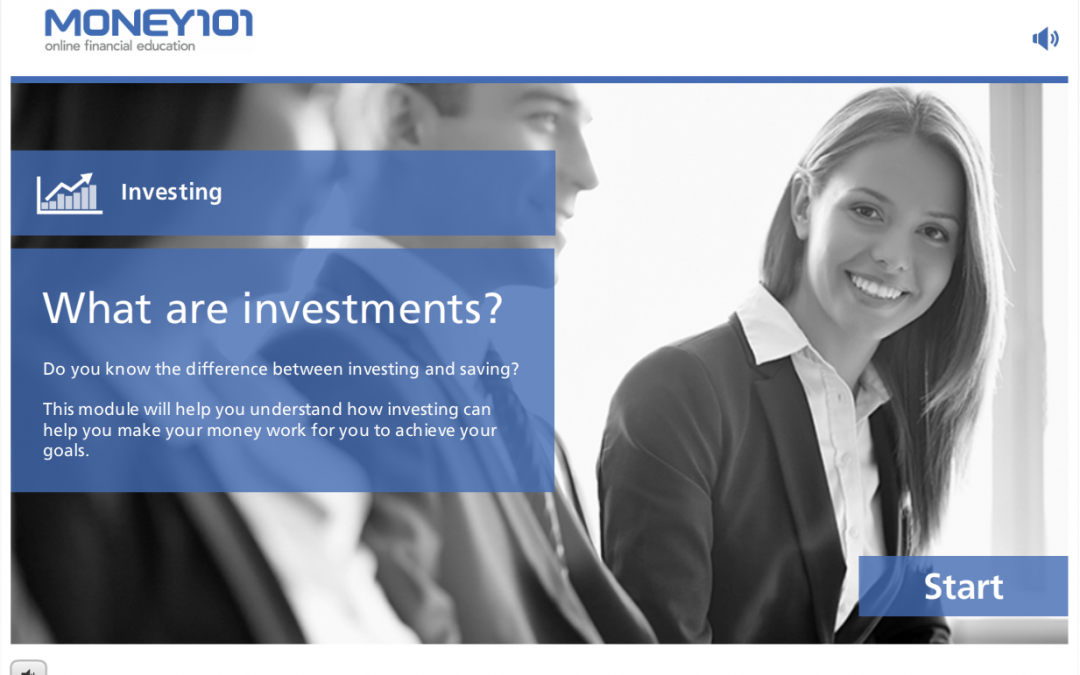 MONEY101
online financial education
Investing
What are investments?
Do you know the difference between investing and saving?
This module will help you understand how investing can
help you make your money work for you to achieve your
goals.
Start